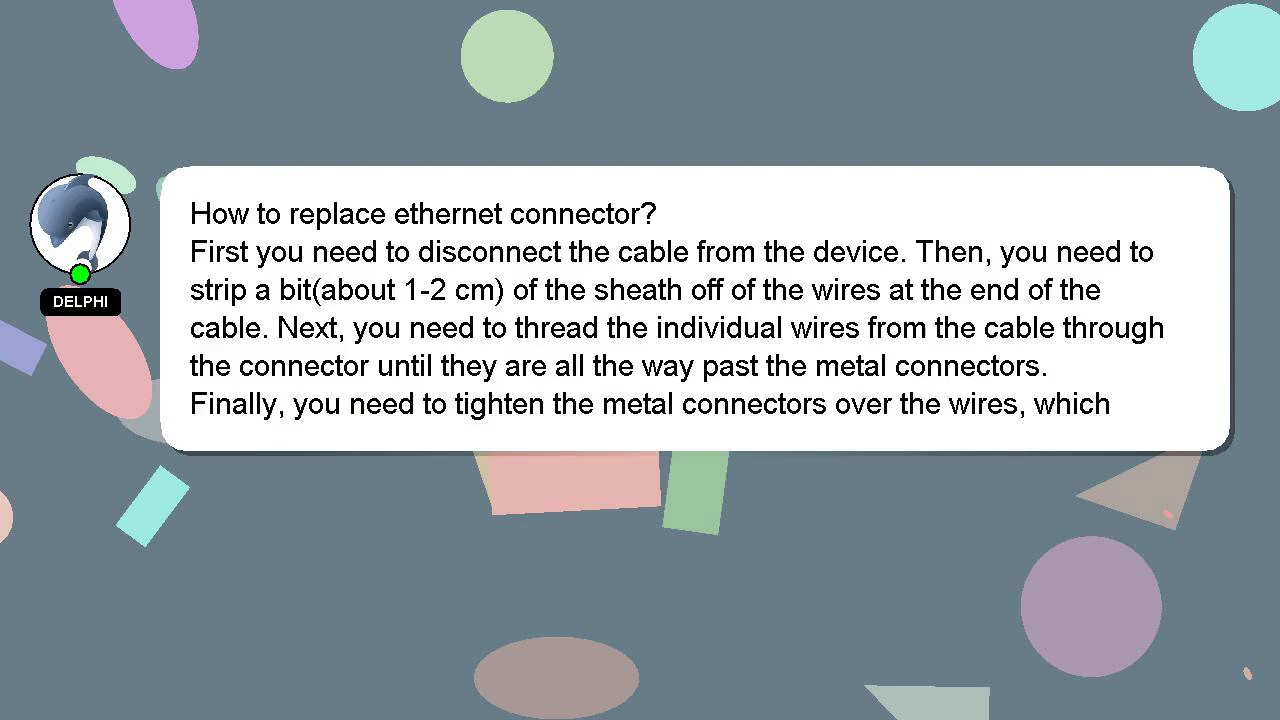 How to replace ethernet connector?
First you need to disconnect the cable from the device. Then, you need to
strip a bit(about 1-2 cm) of the sheath off of the wires at the end of the
cable. Next, you need to thread the individual wires from the cable through
the connector until they are all the way past the metal connectors.
Finally, you need to tighten the metal connectors over the wires, which
DELPHI